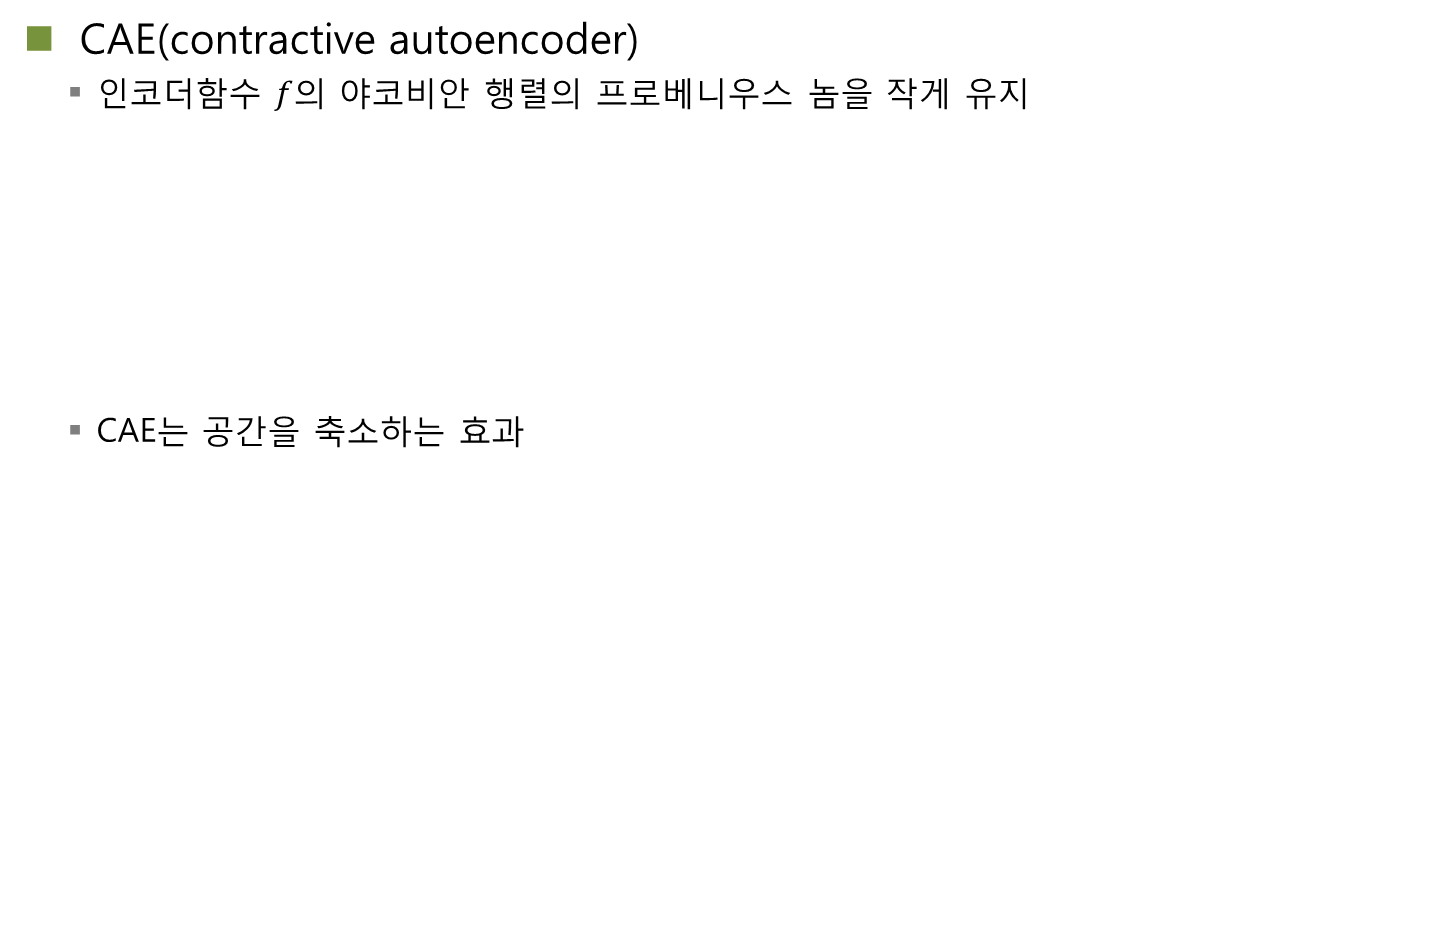 CAE(contractive autoencoder)
인코더함수 f의 야코비안 행렬의 프로베니우스 놈을 작게 유지
CAE는 공간을 축소하는 효과